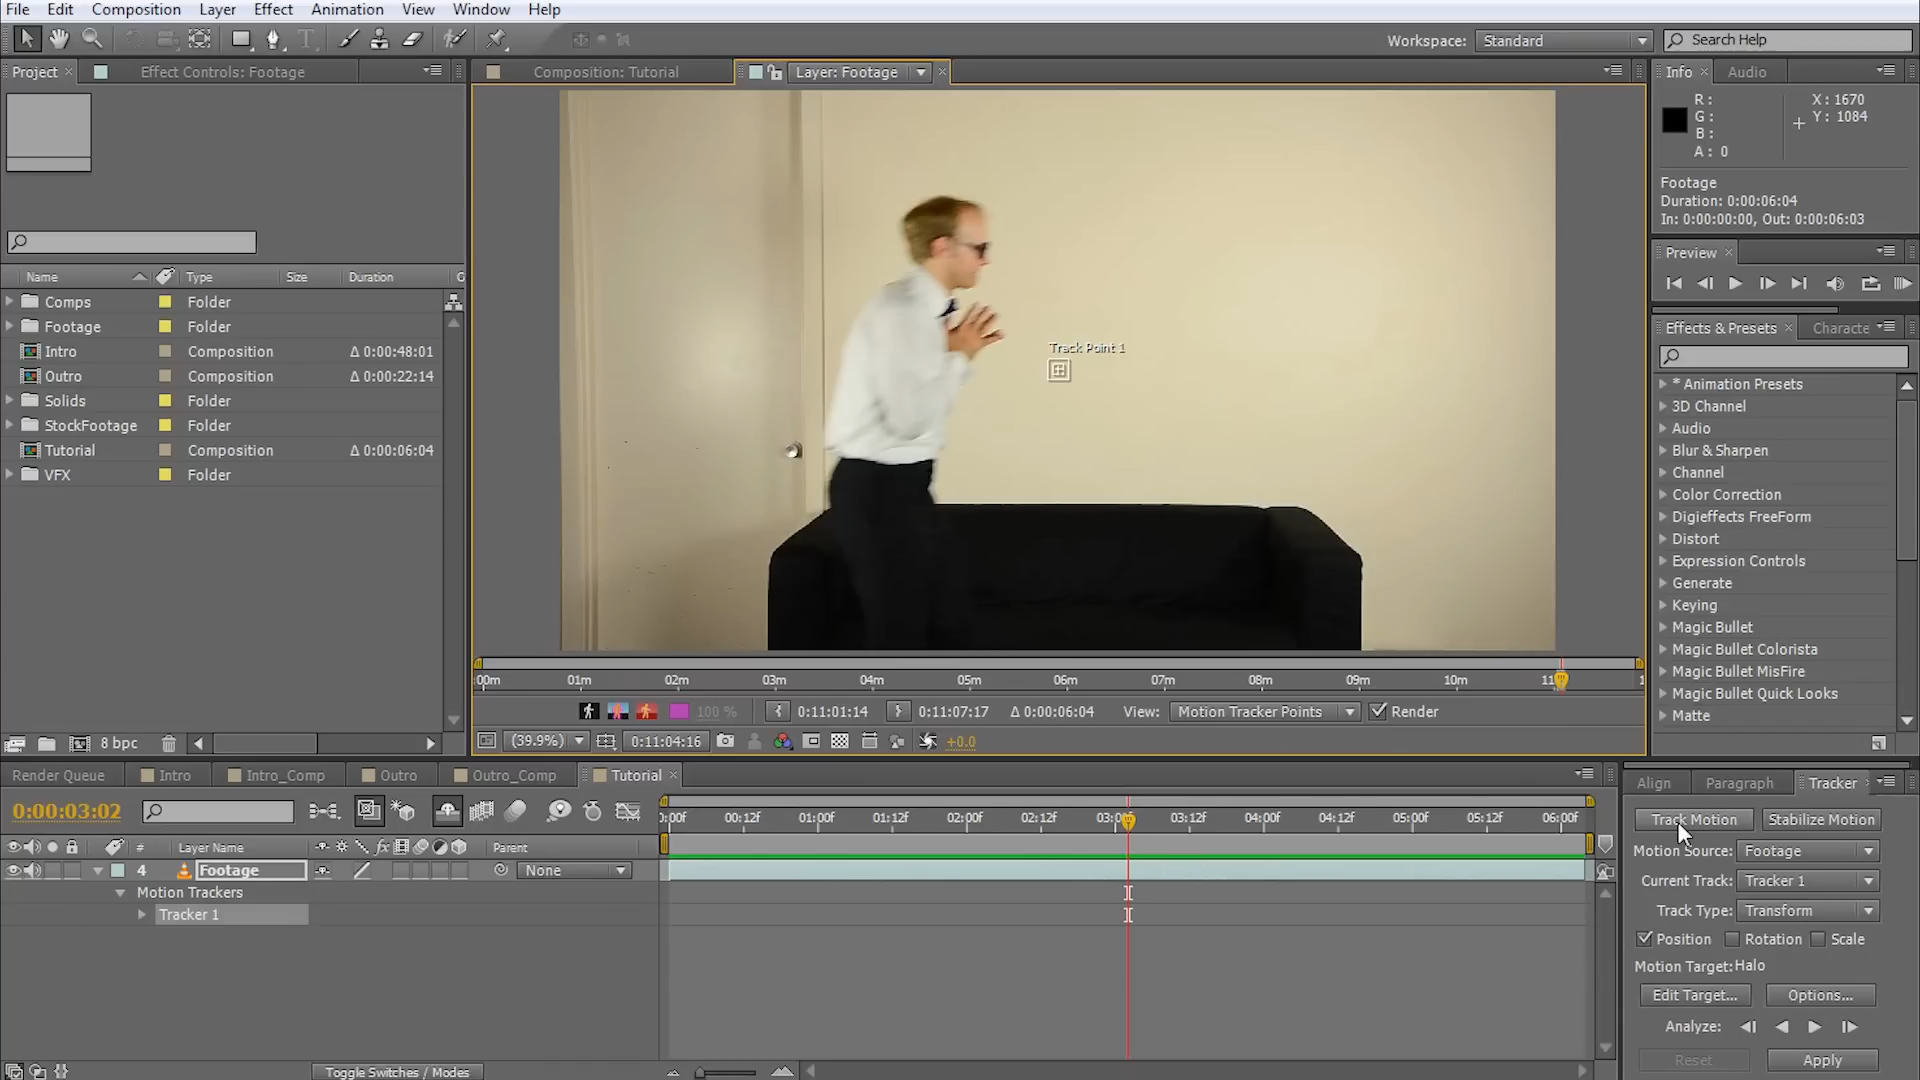 File Edit Composition Layer Effect Animation View Window Help
Workspace: Standard Search Help
Project Effect Controls: Footage
Composition: Tutorial Layer: Footage
Info Audio
R:
G:
B:
A: 0
X: 1670
Y: 1084
Footage
Duration: 0:00:06:04
In: 0:00:00:00, Out: 0:00:06:03
Preview
Effects & Presets Characte
Name Type Size Duration
Comps Folder
Footage Folder
Intro Composition Δ 0:00:48:01
Outro Composition Δ 0:00:22:14
Solids Folder
StockFootage Folder
Tutorial Composition Δ 0:00:06:04
VFX Folder
8 bpc
Track Point 1
* Animation Presets
3D Channel
Audio
Blur & Sharpen
Channel
Color Correction
Digieffects FreeForm
Distort
Expression Controls
Generate
Keying
Magic Bullet
Magic Bullet Colorista
Magic Bullet MisFire
Magic Bullet Quick Looks
Matte
:00m 01m 02m 03m 04m 05m 06m 07m 08m 09m 10m 11
100 % 0:11:01:14 0:11:07:17 Δ 0:00:06:04 View: Motion Tracker Points Render
(39.9%) 0:11:04:16 +0.0
Render Queue Intro Intro_Comp Outro Outro_Comp Tutorial
0:00:03:02
0:00f 00:12f 01:00f 01:12f 02:00f 02:12f 03:00f 03:12f 04:00f 04:12f 05:00f 05:12f 06:00f
# Layer Name Parent
4 Footage None
Motion Trackers
Tracker 1
Toggle Switches / Modes
Align Paragraph Tracker
Track Motion Stabilize Motion
Motion Source: Footage
Current Track: Tracker 1
Track Type: Transform
Position Rotation Scale
Motion Target: Halo
Edit Target... Options...
Analyze:
Reset Apply